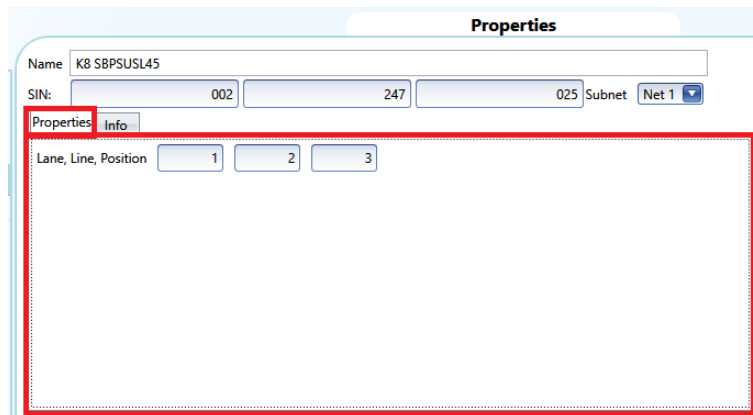 Properties
Name K8 SBPSUSL45
SIN: 002 247 025 Subnet Net 1
Properties Info
Lane, Line, Position 1 2 3